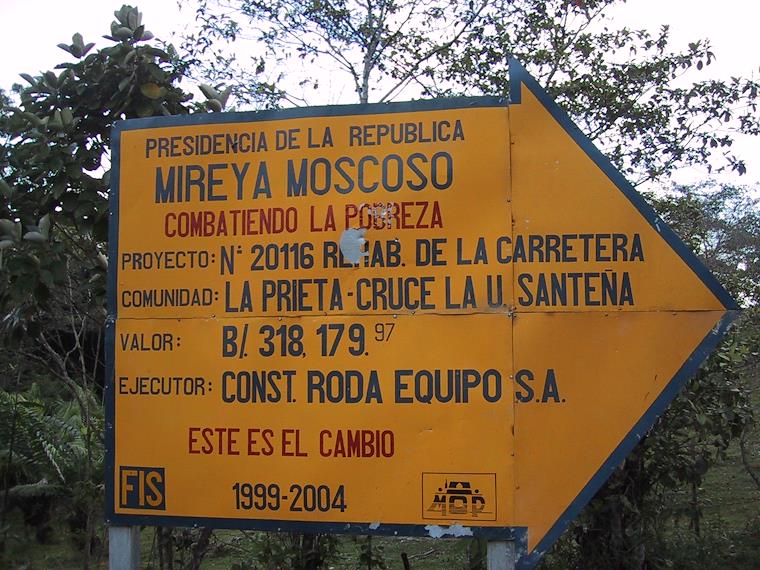 PRESIDENCIA DE LA REPUBLICA
MIREYA MOSCOSO
COMBATIENDO LA POBREZA
PROYECTO: Nº 20116 REHAB. DE LA CARRETERA
COMUNIDAD: LA PRIETA-CRUCE LA U. SANTEÑA
VALOR: B/. 318, 179.97
EJECUTOR: CONST. RODA EQUIPO S.A.
ESTE ES EL CAMBIO
FIS 1999-2004 MOP